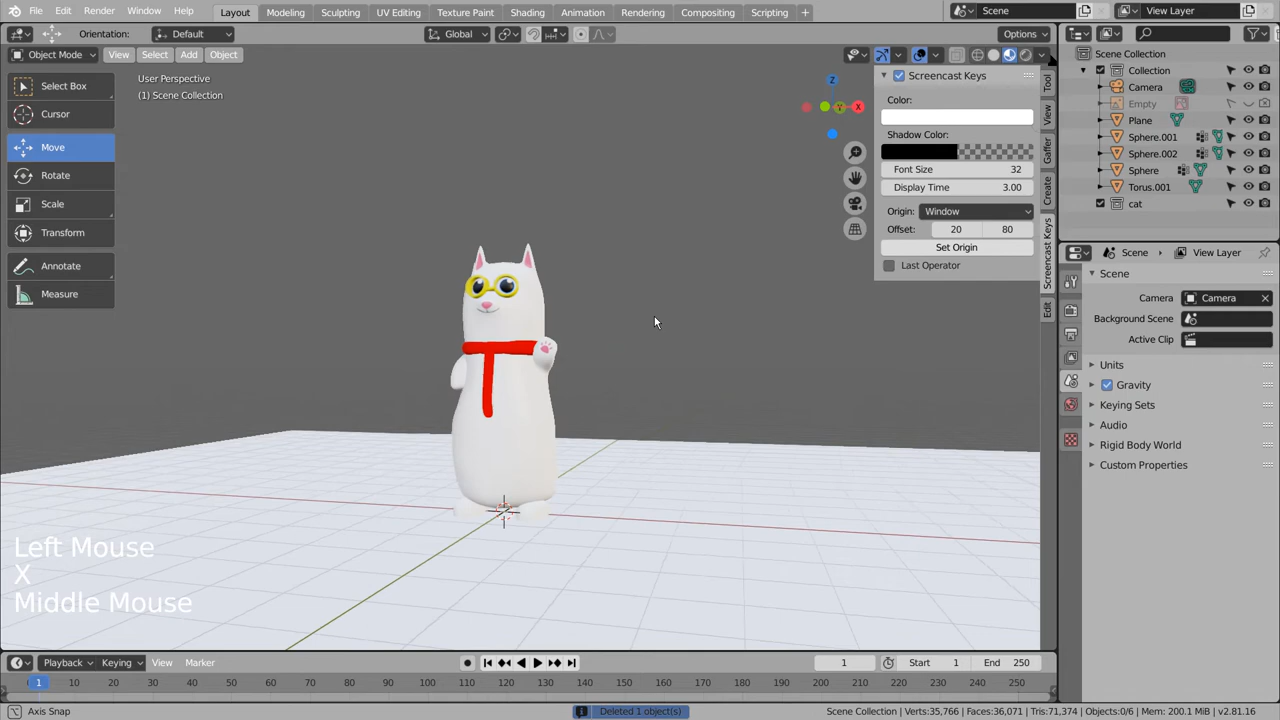 File Edit Render Window Help Layout Modeling Sculpting UV Editing Texture Paint Shading Animation Rendering Compositing Scripting + Scene View Layer
Orientation: Default Global Options
Object Mode View Select Add Object
User Perspective
(1) Scene Collection
Select Box
Cursor
Move
Rotate
Scale
Transform
Annotate
Measure
Z
X
Y
Screencast Keys
Color:
Shadow Color:
Font Size 32
Display Time 3.00
Origin: Window
Offset: 20 80
Set Origin
Last Operator
Tool
View
Gaffer
Create
Screencast Keys
Edit
Scene Collection
Collection
Camera
Empty
Plane
Sphere.001
Sphere.002
Sphere
Torus.001
cat
Scene View Layer
Scene
Camera Camera
Background Scene
Active Clip
Units
Gravity
Keying Sets
Audio
Rigid Body World
Custom Properties
Left Mouse
X
Middle Mouse
Playback Keying View Marker 1 Start 1 End 250
1 10 20 30 40 50 60 70 80 90 100 110 120 130 140 150 160 170 180 190 200 210 220 230 240 250
Axis Snap Deleted 1 object(s) Scene Collection | Verts:35,766 | Faces:36,071 | Tris:71,374 | Objects:0/6 | Mem: 200.1 MiB | v2.81.16